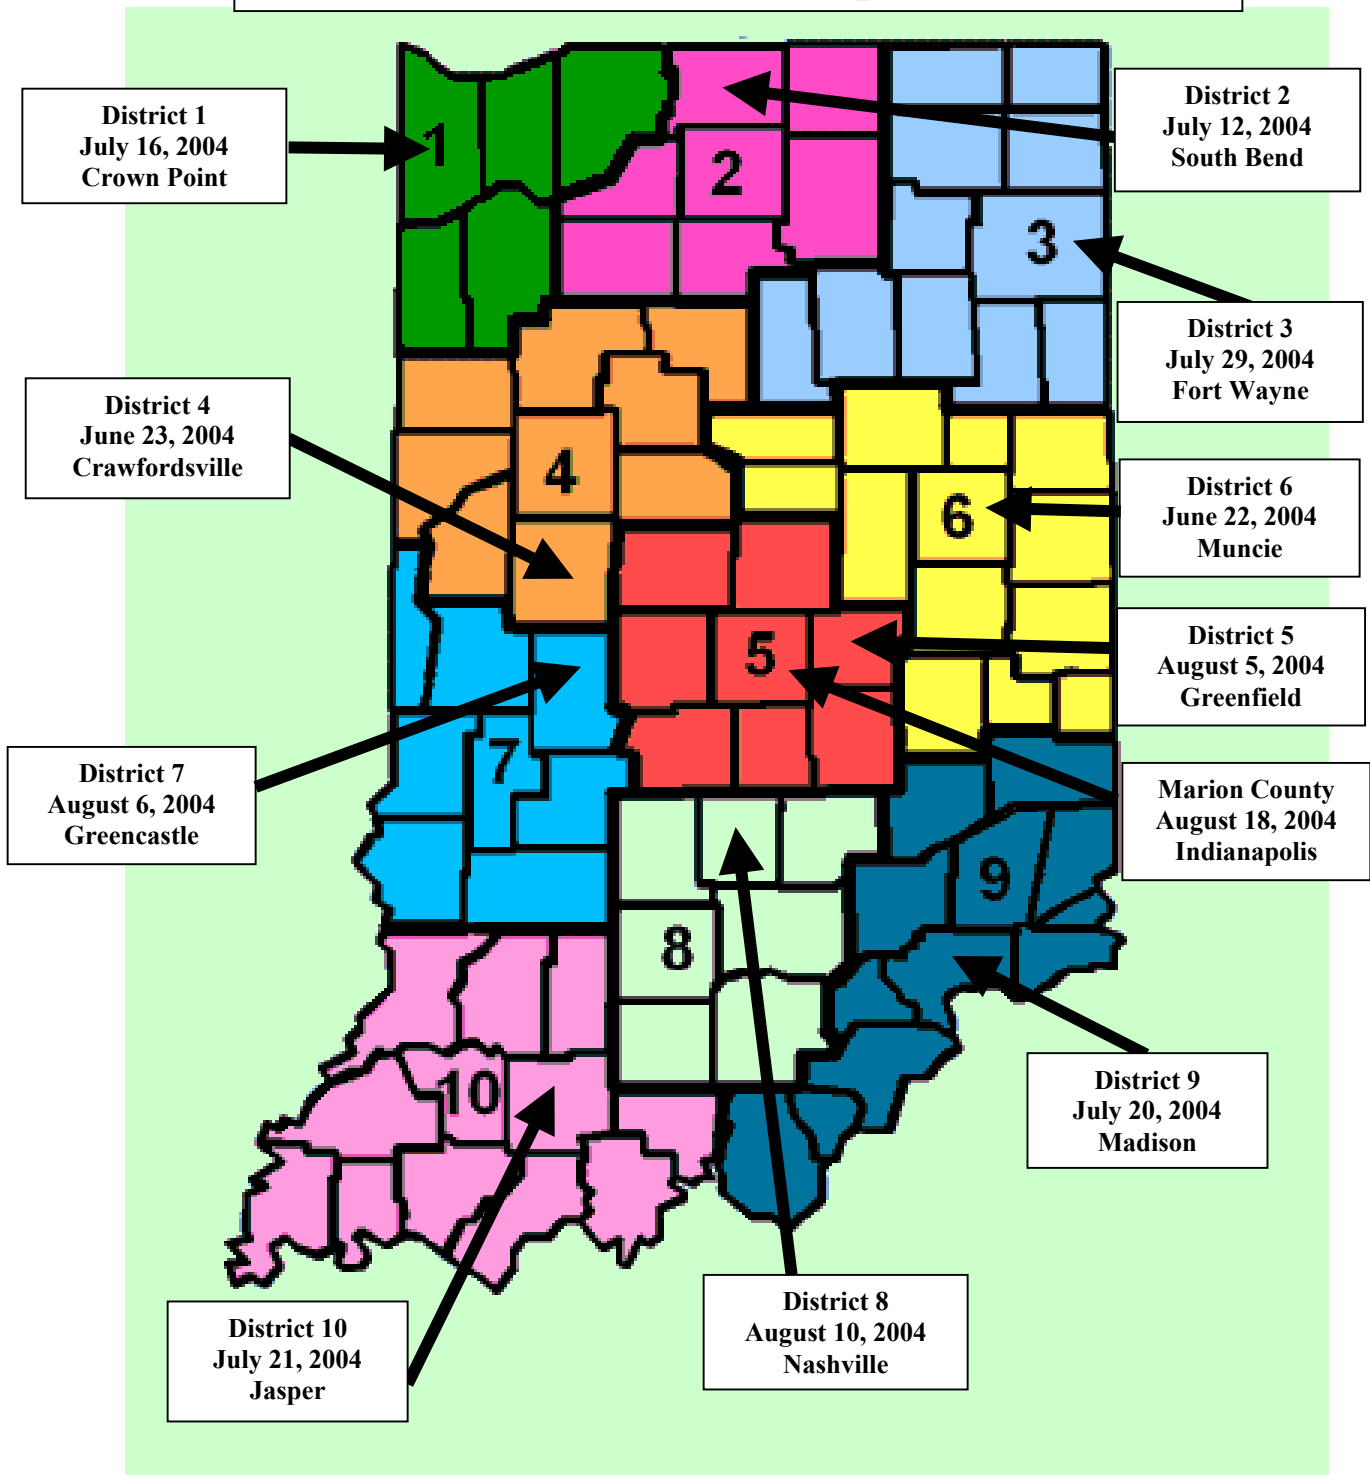 District 1
July 16, 2004
Crown Point
District 2
July 12, 2004
South Bend
1
2
3
District 3
July 29, 2004
Fort Wayne
District 4
June 23, 2004
Crawfordsville
4
6
District 6
June 22, 2004
Muncie
5
District 5
August 5, 2004
Greenfield
7
District 7
August 6, 2004
Greencastle
Marion County
August 18, 2004
Indianapolis
9
8
10
District 9
July 20, 2004
Madison
District 8
August 10, 2004
Nashville
District 10
July 21, 2004
Jasper